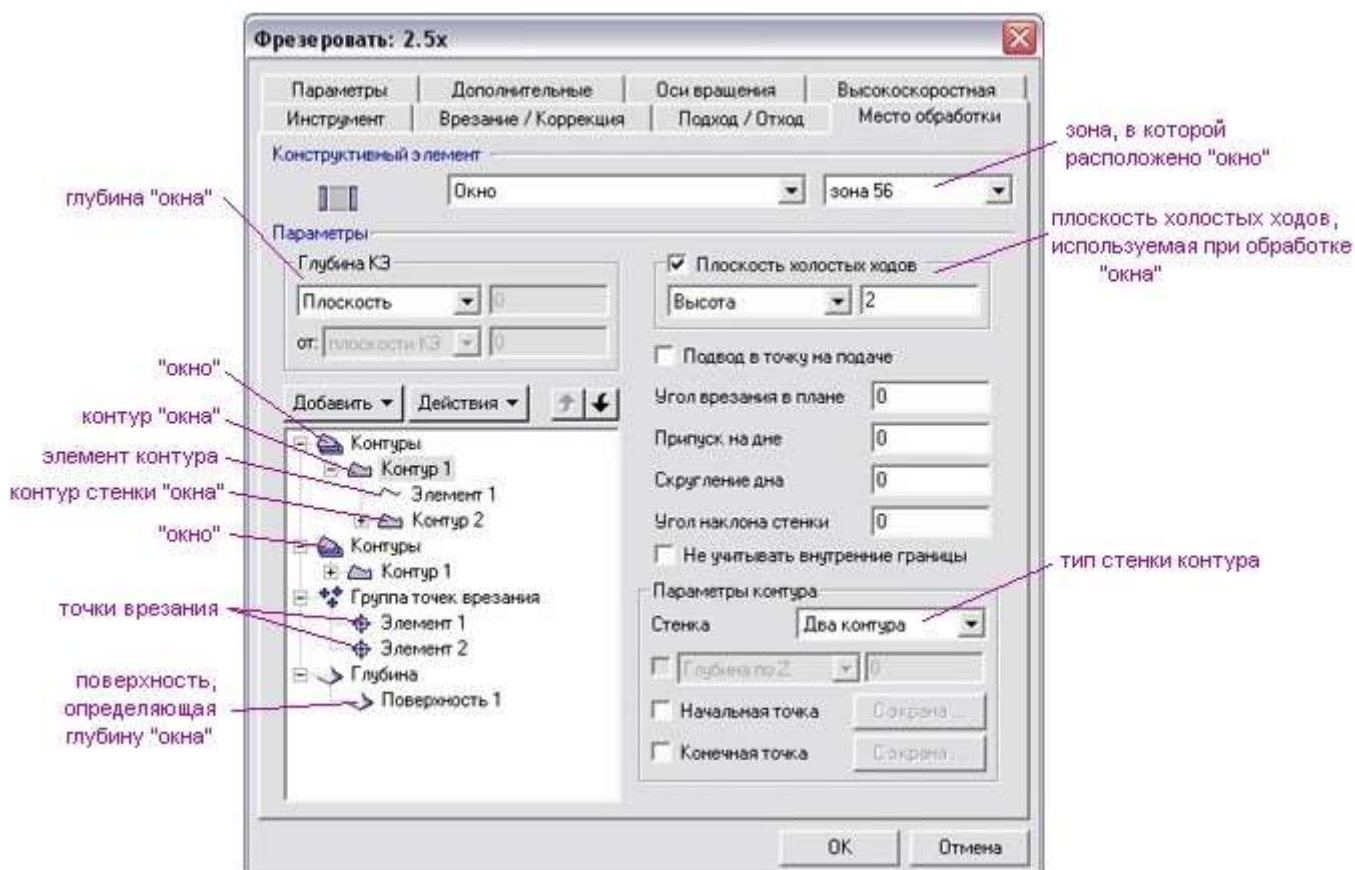 Фрезеровать: 2.5x
Параметры
Дополнительные
Оси вращения
Высокоскоростная
Инструмент
Врезание / Коррекция
Подход / Отход
Место обработки
Конструктивный элемент
Окно
зона 56
зона, в которой
расположено "окно"
глубина "окна"
Параметры
Глубина КЭ
Плоскость
0
от:
плоскости КЭ
0
Плоскость холостых ходов
Высота
2
плоскость холостых ходов,
используемая при обработке
"окна"
Подвод в точку на подаче
"окно"
контур "окна"
элемент контура
контур стенки "окна"
"окно"
точки врезания
поверхность,
определяющая
глубину "окна"
Добавить
Действия
Контуры
Контур 1
Элемент 1
Контур 2
Контуры
Контур 1
Группа точек врезания
Элемент 1
Элемент 2
Глубина
Поверхность 1
Угол врезания в плане
0
Припуск на дне
0
Скругление дна
0
Угол наклона стенки
0
Не учитывать внутренние границы
Параметры контура
Стенка
Два контура
тип стенки контура
Глубина по Z
0
Начальная точка
Сохрана...
Конечная точка
Сохрана...
OK
Отмена